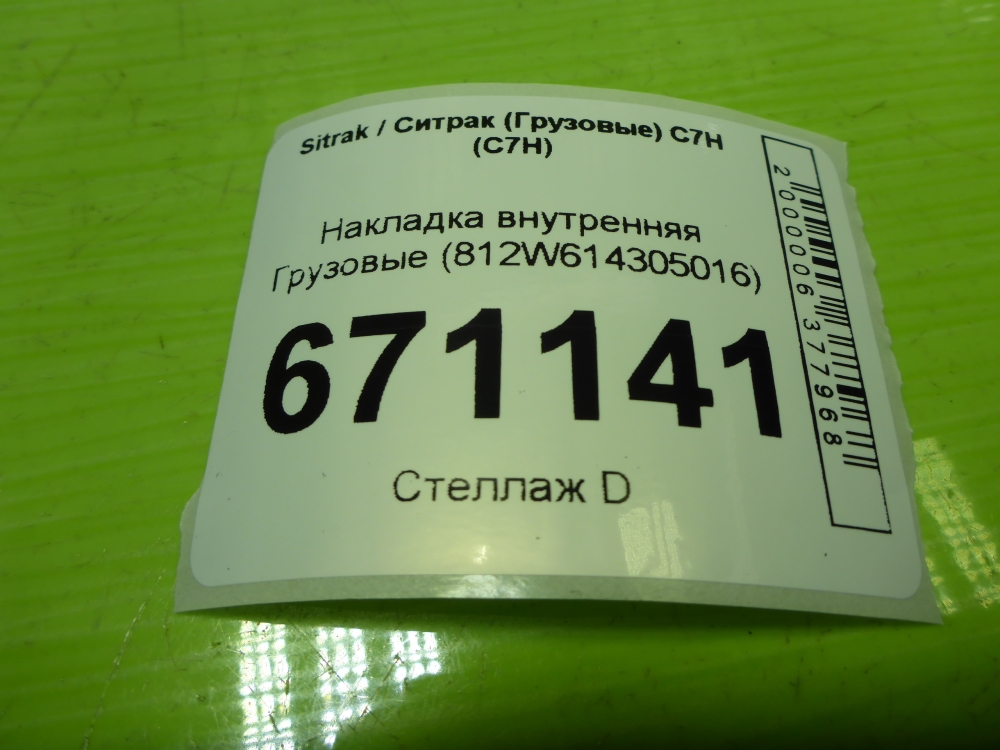 Sitrak / Ситрак (Грузовые) C7H
(C7H)
Накладка внутренняя
Грузовые (812W614305016)
671141
Стеллаж D
2000006377968